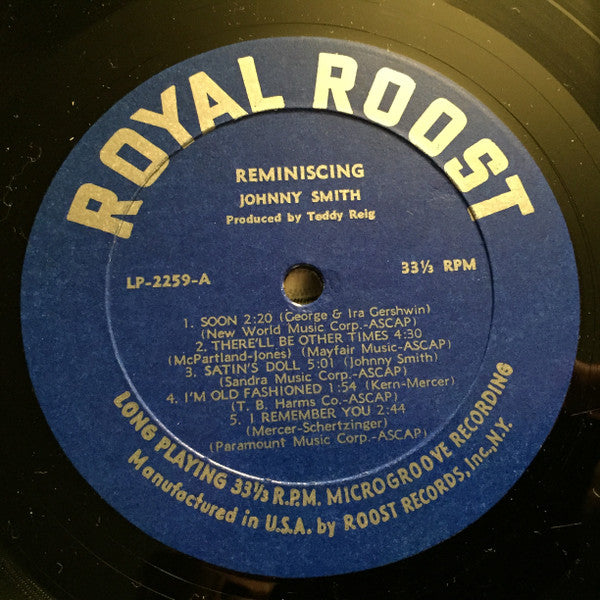 ROYAL ROOST
REMINISCING
JOHNNY SMITH
Produced by Teddy Reig
LP-2259-A
33⅓ RPM
1. SOON 2:20 (George & Ira Gershwin)
(New World Music Corp.-ASCAP)
2. THERE'LL BE OTHER TIMES 4:30
(McPartland-Jones) (Mayfair Music-ASCAP)
3. SATIN'S DOLL 5:01 (Johnny Smith)
(Sandra Music Corp.-ASCAP)
4. I'M OLD FASHIONED 1:54 (Kern-Mercer)
(T. B. Harms Co.-ASCAP)
5. I REMEMBER YOU 2:44
(Mercer-Schertzinger)
(Paramount Music Corp.-ASCAP)
LONG PLAYING 33⅓ R.P.M. MICROGROOVE RECORDING
Manufactured in U.S.A. by ROOST RECORDS, Inc., N.Y.